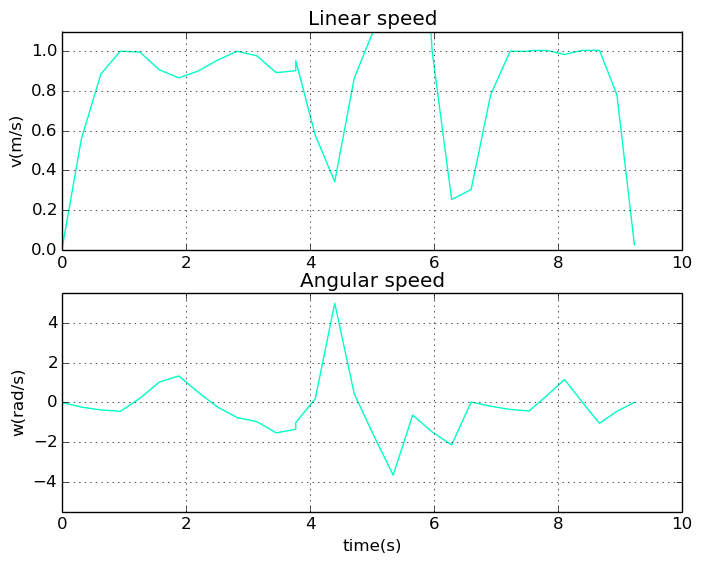 Linear speed
1.0
0.8
0.6
0.4
0.2
0.0
v(m/s)
0 2 4 6 8 10
Angular speed
4
2
0
−2
−4
w(rad/s)
0 2 4 6 8 10
time(s)